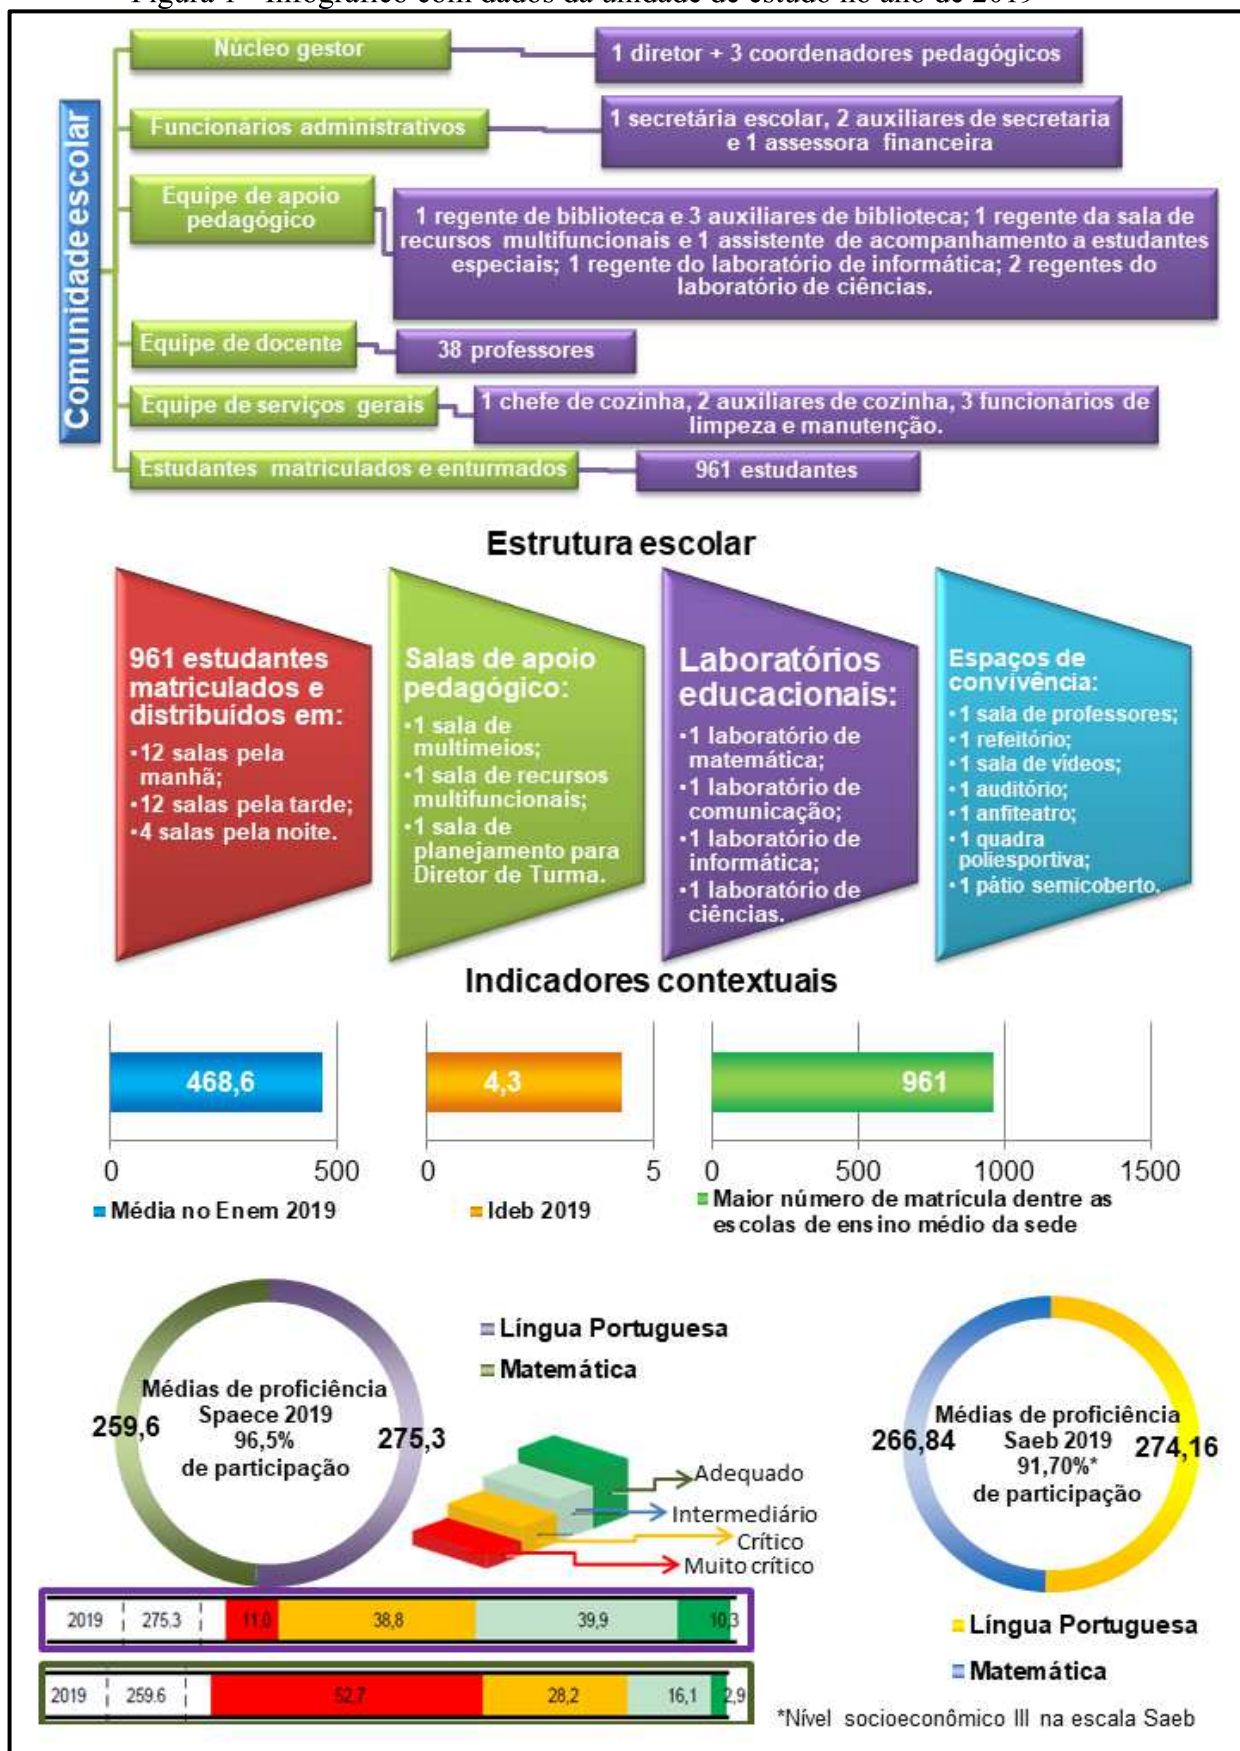 Figura 1 - Infográfico com dados da unidade de estudo no ano de 2019
Comunidade escolar
Núcleo gestor
1 diretor + 3 coordenadores pedagógicos
Funcionários administrativos
1 secretária escolar, 2 auxiliares de secretaria
e 1 assessora financeira
Equipe de apoio
pedagógico
1 regente de biblioteca e 3 auxiliares de biblioteca; 1 regente da sala de
recursos multifuncionais e 1 assistente de acompanhamento a estudantes
especiais; 1 regente do laboratório de informática; 2 regentes do
laboratório de ciências.
Equipe de docente
38 professores
Equipe de serviços gerais
1 chefe de cozinha, 2 auxiliares de cozinha, 3 funcionários de
limpeza e manutenção.
Estudantes matriculados e enturmados
961 estudantes
Estrutura escolar
961 estudantes
matriculados e
distribuídos em:
•12 salas pela
manhã;
•12 salas pela tarde;
•4 salas pela noite.
Salas de apoio
pedagógico:
•1 sala de
multimeios;
•1 sala de recursos
multifuncionais;
•1 sala de
planejamento para
Diretor de Turma.
Laboratórios
educacionais:
•1 laboratório de
matemática;
•1 laboratório de
comunicação;
•1 laboratório de
informática;
•1 laboratório de
ciências.
Espaços de
convivência:
•1 sala de professores;
•1 refeitório;
•1 sala de vídeos;
•1 auditório;
•1 anfiteatro;
•1 quadra
poliesportiva;
•1 pátio semicoberto.
Indicadores contextuais
468,6
0 500
Média no Enem 2019
4,3
0 5
Ideb 2019
961
0 500 1000 1500
Maior número de matrícula dentre as
escolas de ensino médio da sede
Médias de proficiência
Spaece 2019
96,5%
de participação
259,6
275,3
Língua Portuguesa
Matemática
Adequado
Intermediário
Crítico
Muito crítico
Médias de proficiência
Saeb 2019
91,70%*
de participação
266,84
274,16
2019 275.3 11,0 38,8 39,9 10,3
2019 259.6 52,7 28,2 16,1 2,9
Língua Portuguesa
Matemática
*Nível socioeconômico III na escala Saeb